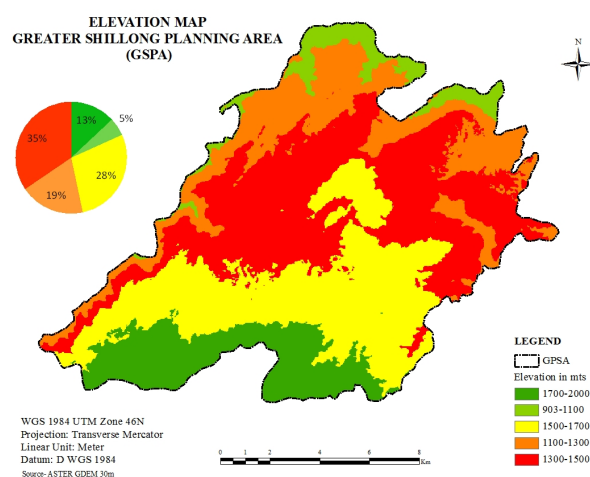 ELEVATION MAP
GREATER SHILLONG PLANNING AREA
(GSPA)
N
13%
5%
35%
28%
19%
LEGEND
GPSA
Elevation in mts
1700-2000
903-1100
1500-1700
1100-1300
1300-1500
WGS 1984 UTM Zone 46N
Projection: Transverse Mercator
Linear Unit: Meter
Datum: D WGS 1984
Source- ASTER GDEM 30m
0 2 4 6 8
Km